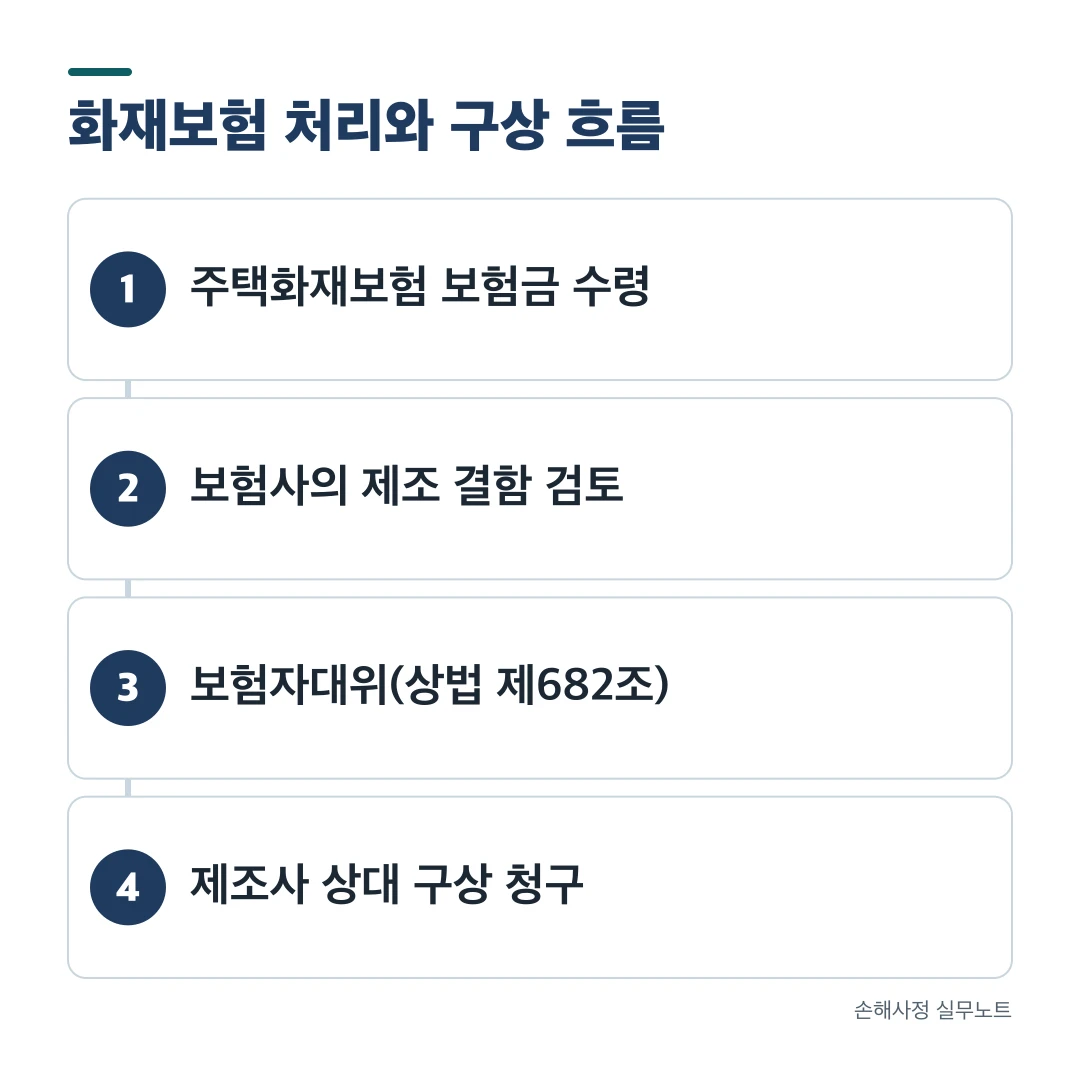 화재보험 처리와 구상 흐름
1 주택화재보험 보험금 수령
2 보험사의 제조 결함 검토
3 보험자대위(상법 제682조)
4 제조사 상대 구상 청구
손해사정 실무노트